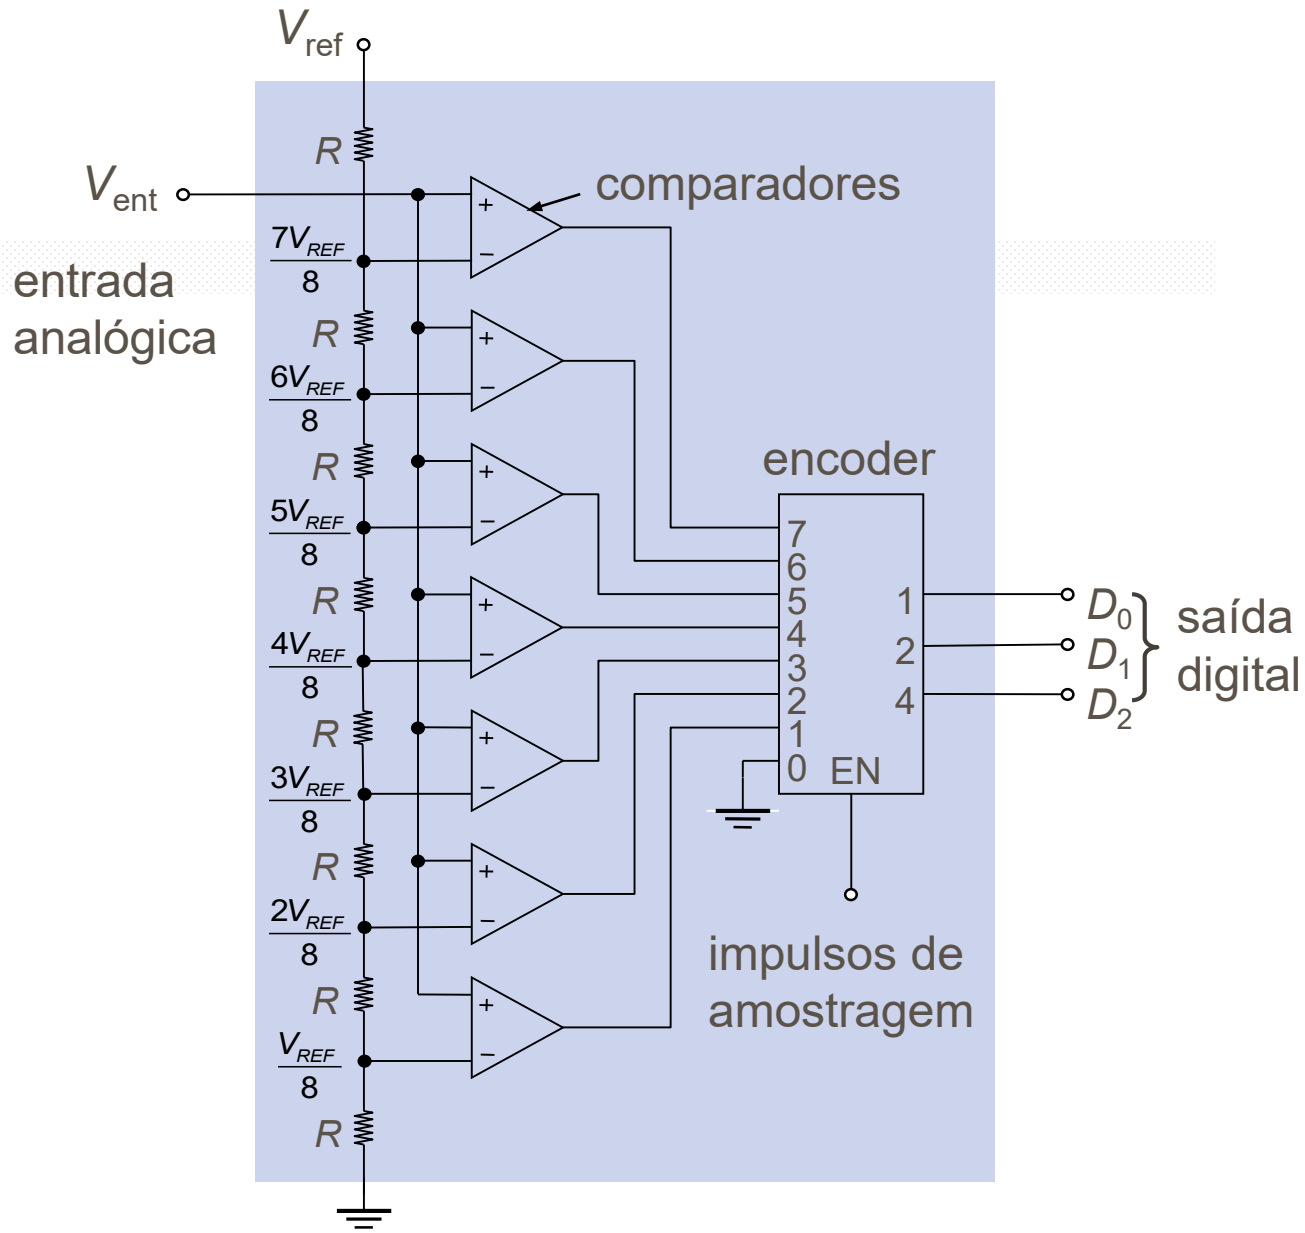 Vref
R
Vent
comparadores
+
−
7VREF
8
entrada
analógica
R
+
−
6VREF
8
R
+
−
5VREF
8
encoder
R
+
−
4VREF
8
R
+
−
3VREF
8
R
+
−
2VREF
8
R
+
−
VREF
8
R
7
6
5
4
3
2
1
0
1
2
4
EN
D0
D1
D2
saída
digital
impulsos de
amostragem